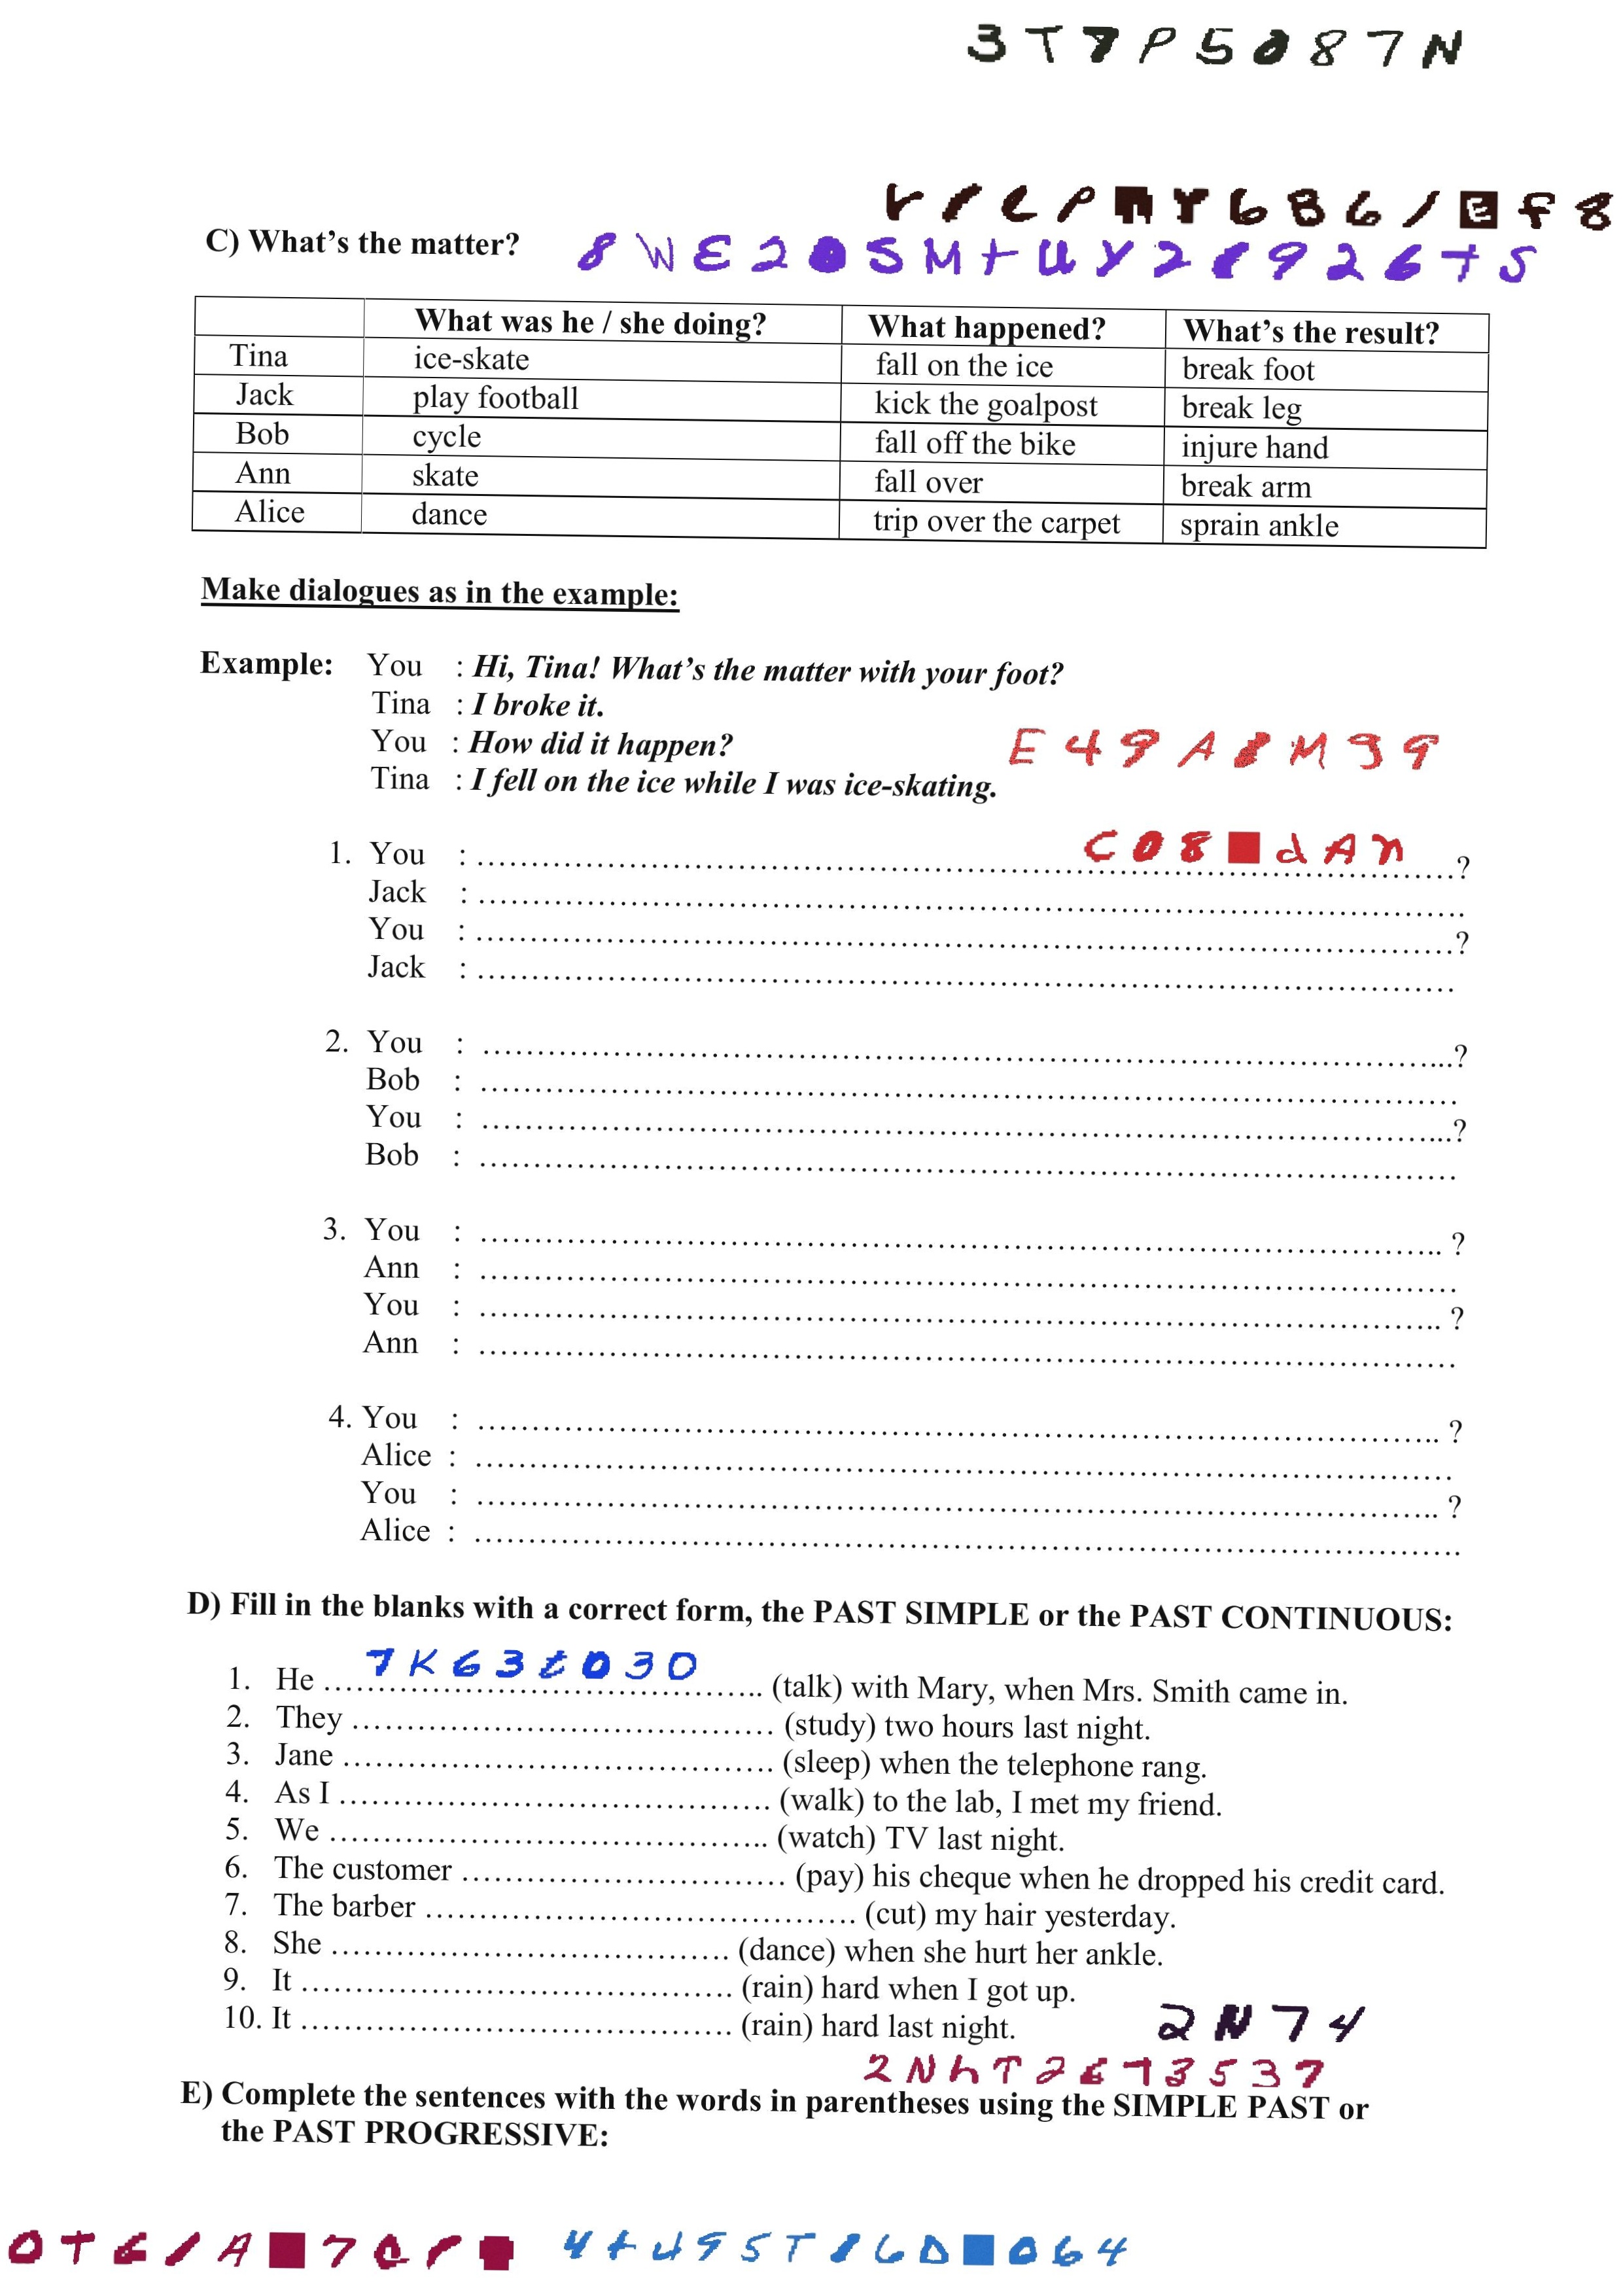 3T7P5087N
C) What's the matter?
What was he / she doing? What happened? What's the result?
Tina ice-skate fall on the ice break foot
Jack play football kick the goalpost break leg
Bob cycle fall off the bike injure hand
Ann skate fall over break arm
Alice dance trip over the carpet sprain ankle
Make dialogues as in the example:
Example: You : Hi, Tina! What's the matter with your foot?
Tina : I broke it.
You : How did it happen?
Tina : I fell on the ice while I was ice-skating.
E49A8M99
1. You : ……………………………………………………………………………………?
Jack : …………………………………………………………………………………….
You : ……………………………………………………………………………………?
Jack : ……………………………………………………………………………………
2. You : …………………………………………………………………………………...?
Bob : ……………………………………………………………………………………
You : …………………………………………………………………………………...?
Bob : ……………………………………………………………………………………
3. You : ………………………………………………………………………………….. ?
Ann : ……………………………………………………………………………………
You : ………………………………………………………………………………….. ?
Ann : ……………………………………………………………………………………
4. You : ………………………………………………………………………………….. ?
Alice : ……………………………………………………………………………………
You : ………………………………………………………………………………….. ?
Alice : …………………………………………………………………………………….
D) Fill in the blanks with a correct form, the PAST SIMPLE or the PAST CONTINUOUS:
7K63t030
1. He …………………………………….. (talk) with Mary, when Mrs. Smith came in.
2. They …………………………………… (study) two hours last night.
3. Jane ……………………………………. (sleep) when the telephone rang.
4. As I ……………………………………. (walk) to the lab, I met my friend.
5. We …………………………………….. (watch) TV last night.
6. The customer …………………………… (pay) his cheque when he dropped his credit card.
7. The barber ……………………………………. (cut) my hair yesterday.
8. She …………………………………. (dance) when she hurt her ankle.
9. It ……………………………………. (rain) hard when I got up.
10. It ……………………………………. (rain) hard last night.
2N74
2NhT2673537
E) Complete the sentences with the words in parentheses using the SIMPLE PAST or
the PAST PROGRESSIVE: